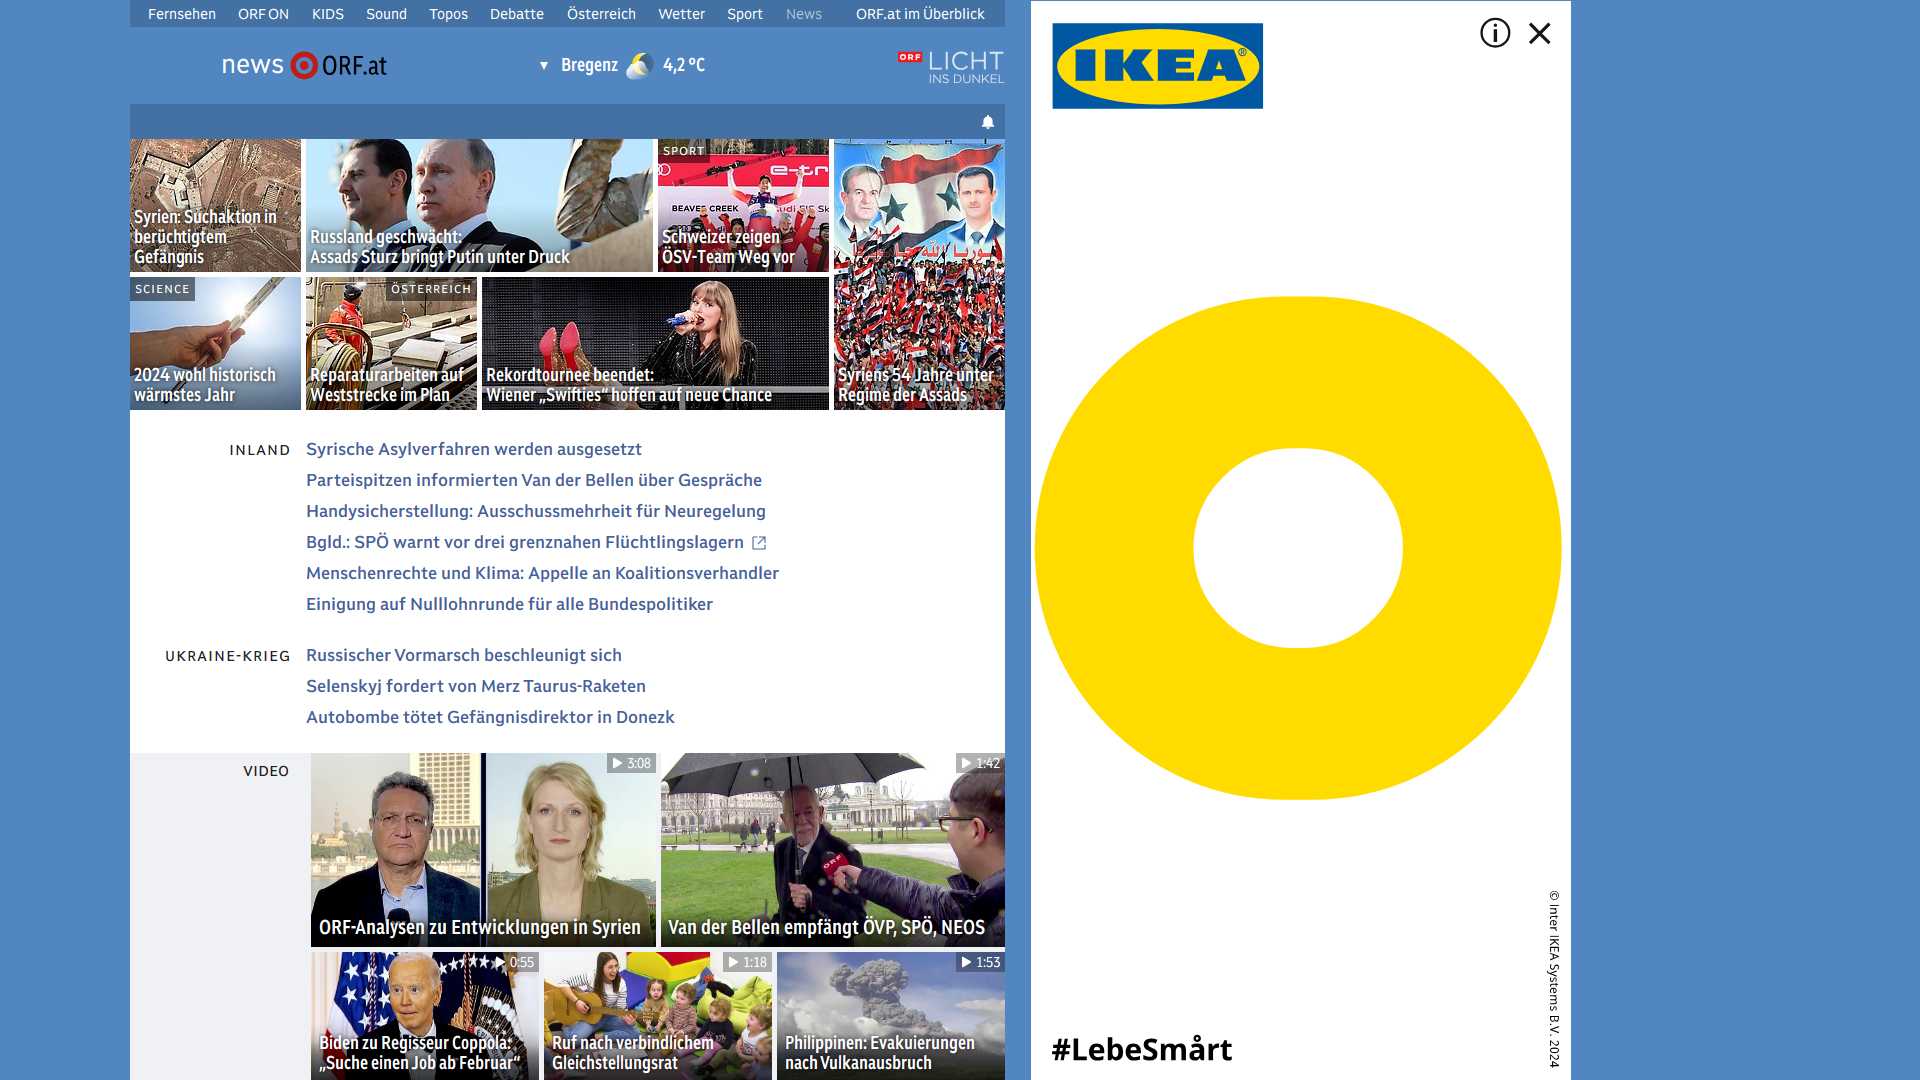 Fernsehen ORF ON KIDS Sound Topos Debatte Österreich Wetter Sport News ORF.at im Überblick
news ORF.at
Bregenz 4,2 °C
ORF LICHT
INS DUNKEL
Syrien: Suchaktion in
berüchtigtem
Gefängnis
Russland geschwächt:
Assads Sturz bringt Putin unter Druck
SPORT
BEAVER CREEK
Schweizer zeigen
ÖSV-Team Weg vor
SCIENCE
2024 wohl historisch
wärmstes Jahr
ÖSTERREICH
Reparaturarbeiten auf
Weststrecke im Plan
Rekordtournee beendet:
Wiener „Swifties“ hoffen auf neue Chance
Syriens 54 Jahre unter
Regime der Assads
INLAND
Syrische Asylverfahren werden ausgesetzt
Parteispitzen informierten Van der Bellen über Gespräche
Handysicherstellung: Ausschussmehrheit für Neuregelung
Bgld.: SPÖ warnt vor drei grenznahen Flüchtlingslagern
Menschenrechte und Klima: Appelle an Koalitionsverhandler
Einigung auf Nulllohnrunde für alle Bundespolitiker
UKRAINE-KRIEG
Russischer Vormarsch beschleunigt sich
Selenskyj fordert von Merz Taurus-Raketen
Autobombe tötet Gefängnisdirektor in Donezk
VIDEO
3:08
ORF-Analysen zu Entwicklungen in Syrien
1:42
ORF
Van der Bellen empfängt ÖVP, SPÖ, NEOS
0:55
Biden zu Regisseur Coppola:
„Suche einen Job ab Februar“
1:18
Ruf nach verbindlichem
Gleichstellungsrat
1:53
Philippinen: Evakuierungen
nach Vulkanausbruch
IKEA®
© Inter IKEA Systems B.V. 2024
#LebeSmårt